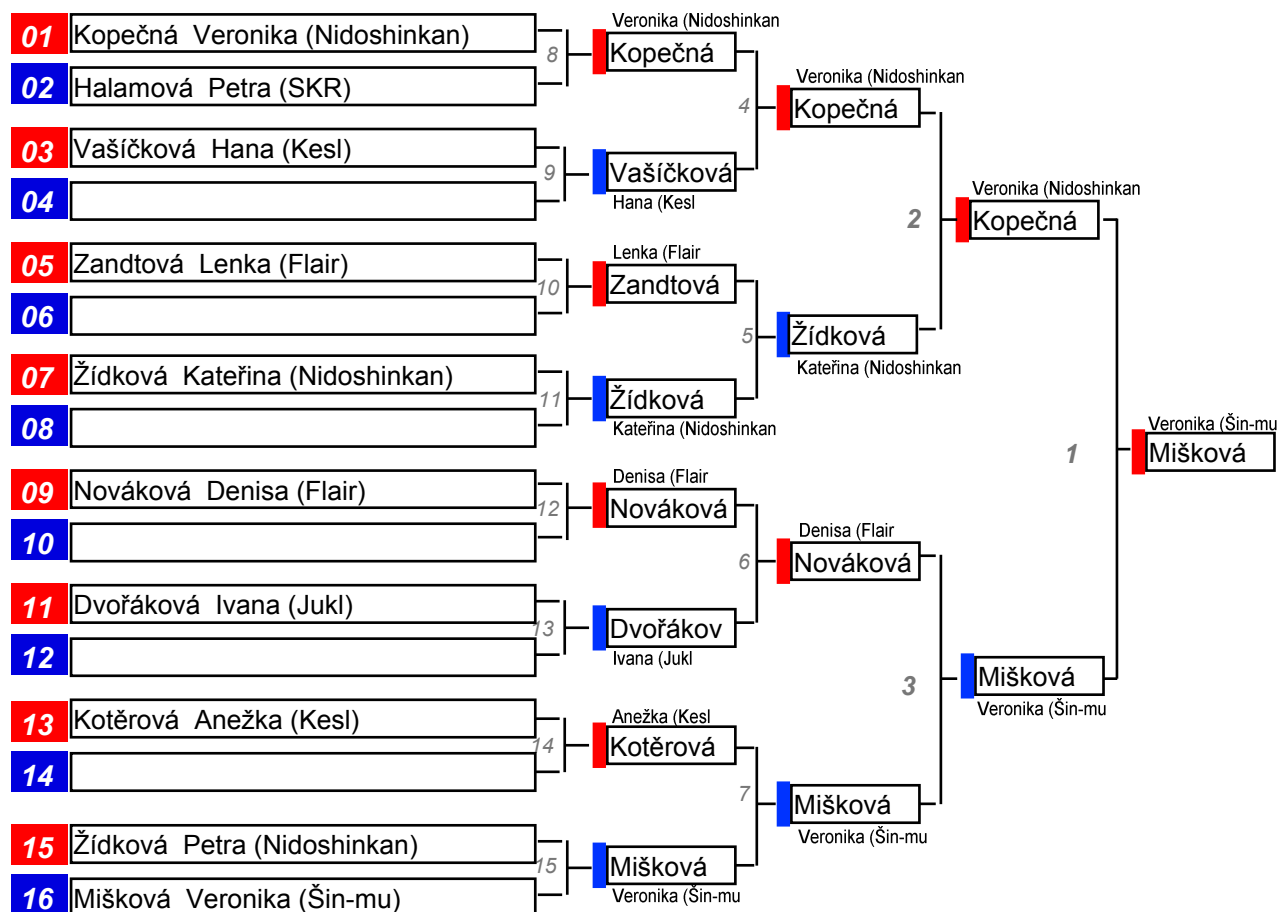 01 Kopečná Veronika (Nidoshinkan)
02 Halamová Petra (SKR)
03 Vašíčková Hana (Kesl)
04
05 Zandtová Lenka (Flair)
06
07 Žídková Kateřina (Nidoshinkan)
08
09 Nováková Denisa (Flair)
10
11 Dvořáková Ivana (Jukl)
12
13 Kotěrová Anežka (Kesl)
14
15 Žídková Petra (Nidoshinkan)
16 Mišková Veronika (Šin-mu)
8
9
10
11
12
13
14
15
Veronika (Nidoshinkan
Kopečná
Vašíčková
Hana (Kesl
Lenka (Flair
Zandtová
Žídková
Kateřina (Nidoshinkan
Denisa (Flair
Nováková
Dvořákov
Ivana (Jukl
Anežka (Kesl
Kotěrová
Mišková
Veronika (Šin-mu
4
5
6
7
Veronika (Nidoshinkan
Kopečná
Žídková
Kateřina (Nidoshinkan
Denisa (Flair
Nováková
Mišková
Veronika (Šin-mu
2
3
Veronika (Nidoshinkan
Kopečná
Mišková
Veronika (Šin-mu
1
Veronika (Šin-mu
Mišková